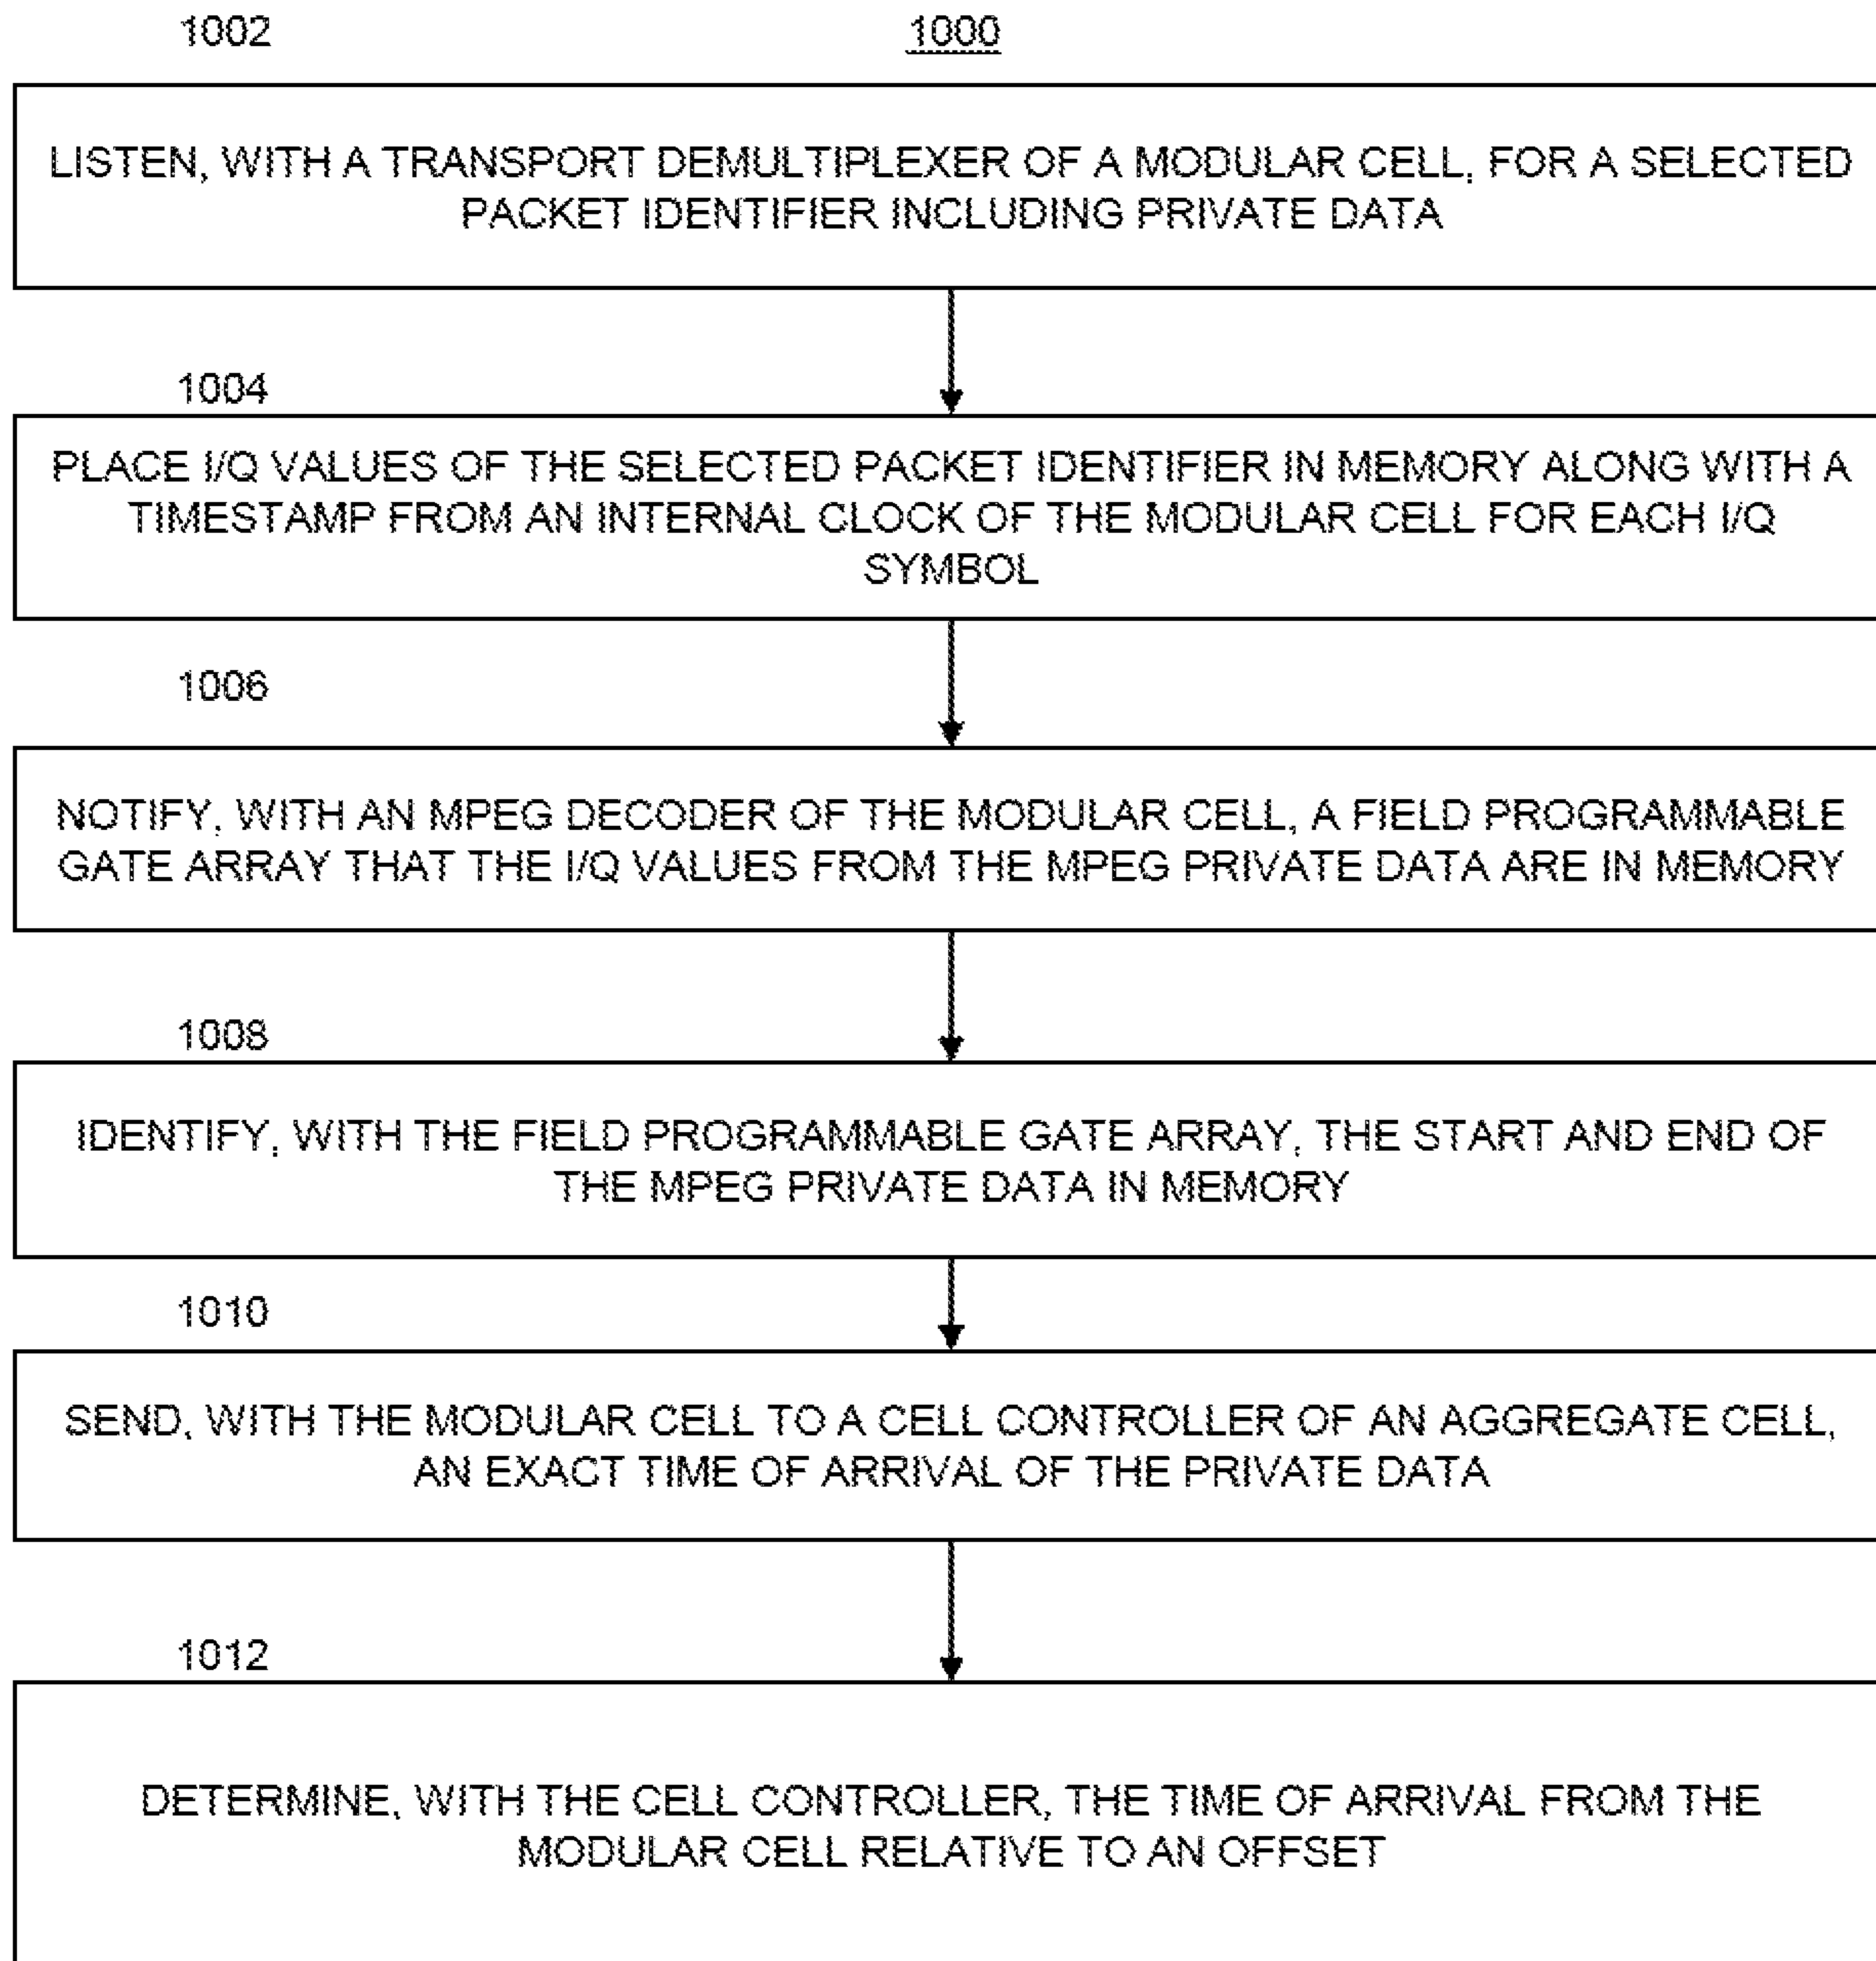 1002
1000
LISTEN, WITH A TRANSPORT DEMULTIPLEXER OF A MODULAR CELL, FOR A SELECTED
PACKET IDENTIFIER INCLUDING PRIVATE DATA
1004
PLACE I/Q VALUES OF THE SELECTED PACKET IDENTIFIER IN MEMORY ALONG WITH A
TIMESTAMP FROM AN INTERNAL CLOCK OF THE MODULAR CELL FOR EACH I/Q
SYMBOL
1006
NOTIFY, WITH AN MPEG DECODER OF THE MODULAR CELL, A FIELD PROGRAMMABLE
GATE ARRAY THAT THE I/Q VALUES FROM THE MPEG PRIVATE DATA ARE IN MEMORY
1008
IDENTIFY, WITH THE FIELD PROGRAMMABLE GATE ARRAY, THE START AND END OF
THE MPEG PRIVATE DATA IN MEMORY
1010
SEND, WITH THE MODULAR CELL TO A CELL CONTROLLER OF AN AGGREGATE CELL,
AN EXACT TIME OF ARRIVAL OF THE PRIVATE DATA
1012
DETERMINE, WITH THE CELL CONTROLLER, THE TIME OF ARRIVAL FROM THE
MODULAR CELL RELATIVE TO AN OFFSET